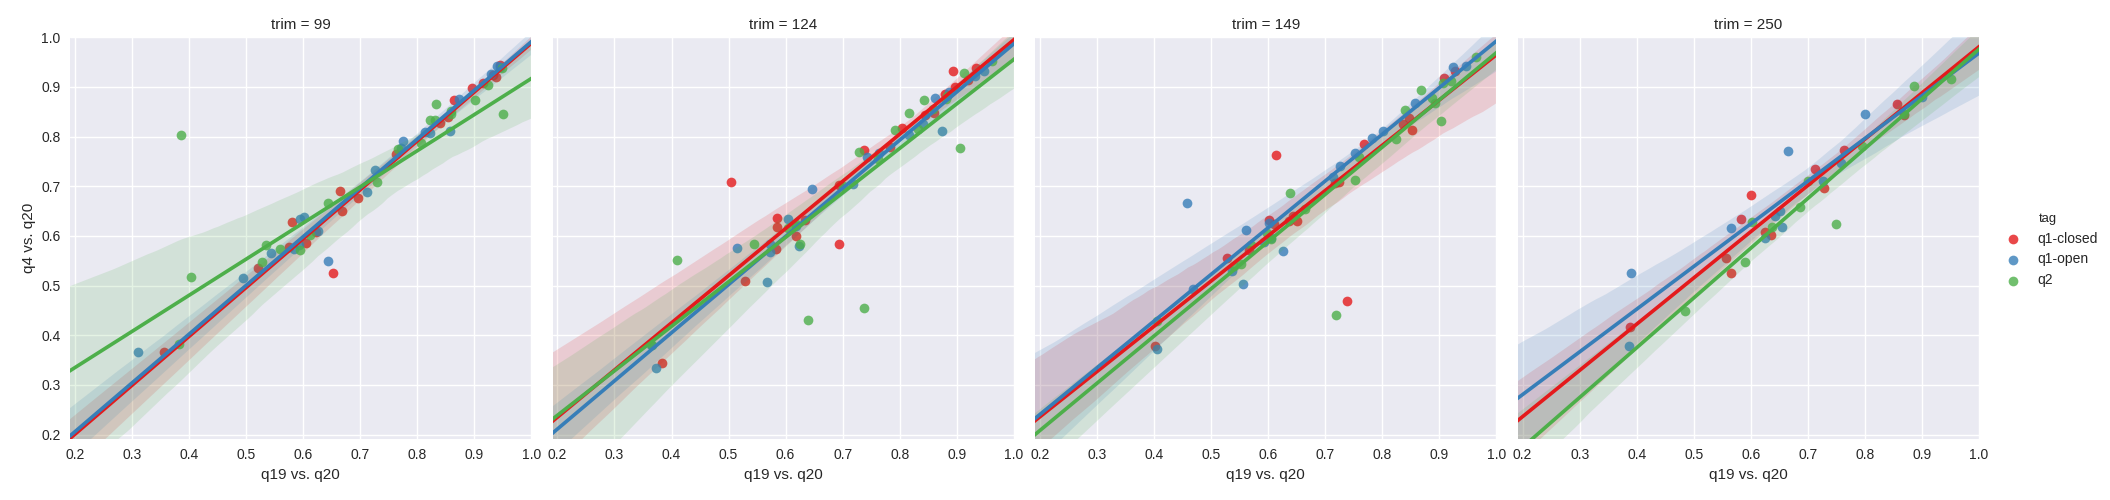 trim = 99
trim = 124
trim = 149
trim = 250
1.0
0.9
0.8
0.7
0.6
0.5
0.4
0.3
0.2
q4 vs. q20
0.2 0.3 0.4 0.5 0.6 0.7 0.8 0.9 1.0
0.2 0.3 0.4 0.5 0.6 0.7 0.8 0.9 1.0
0.2 0.3 0.4 0.5 0.6 0.7 0.8 0.9 1.0
0.2 0.3 0.4 0.5 0.6 0.7 0.8 0.9 1.0
q19 vs. q20
q19 vs. q20
q19 vs. q20
q19 vs. q20
tag
q1-closed
q1-open
q2